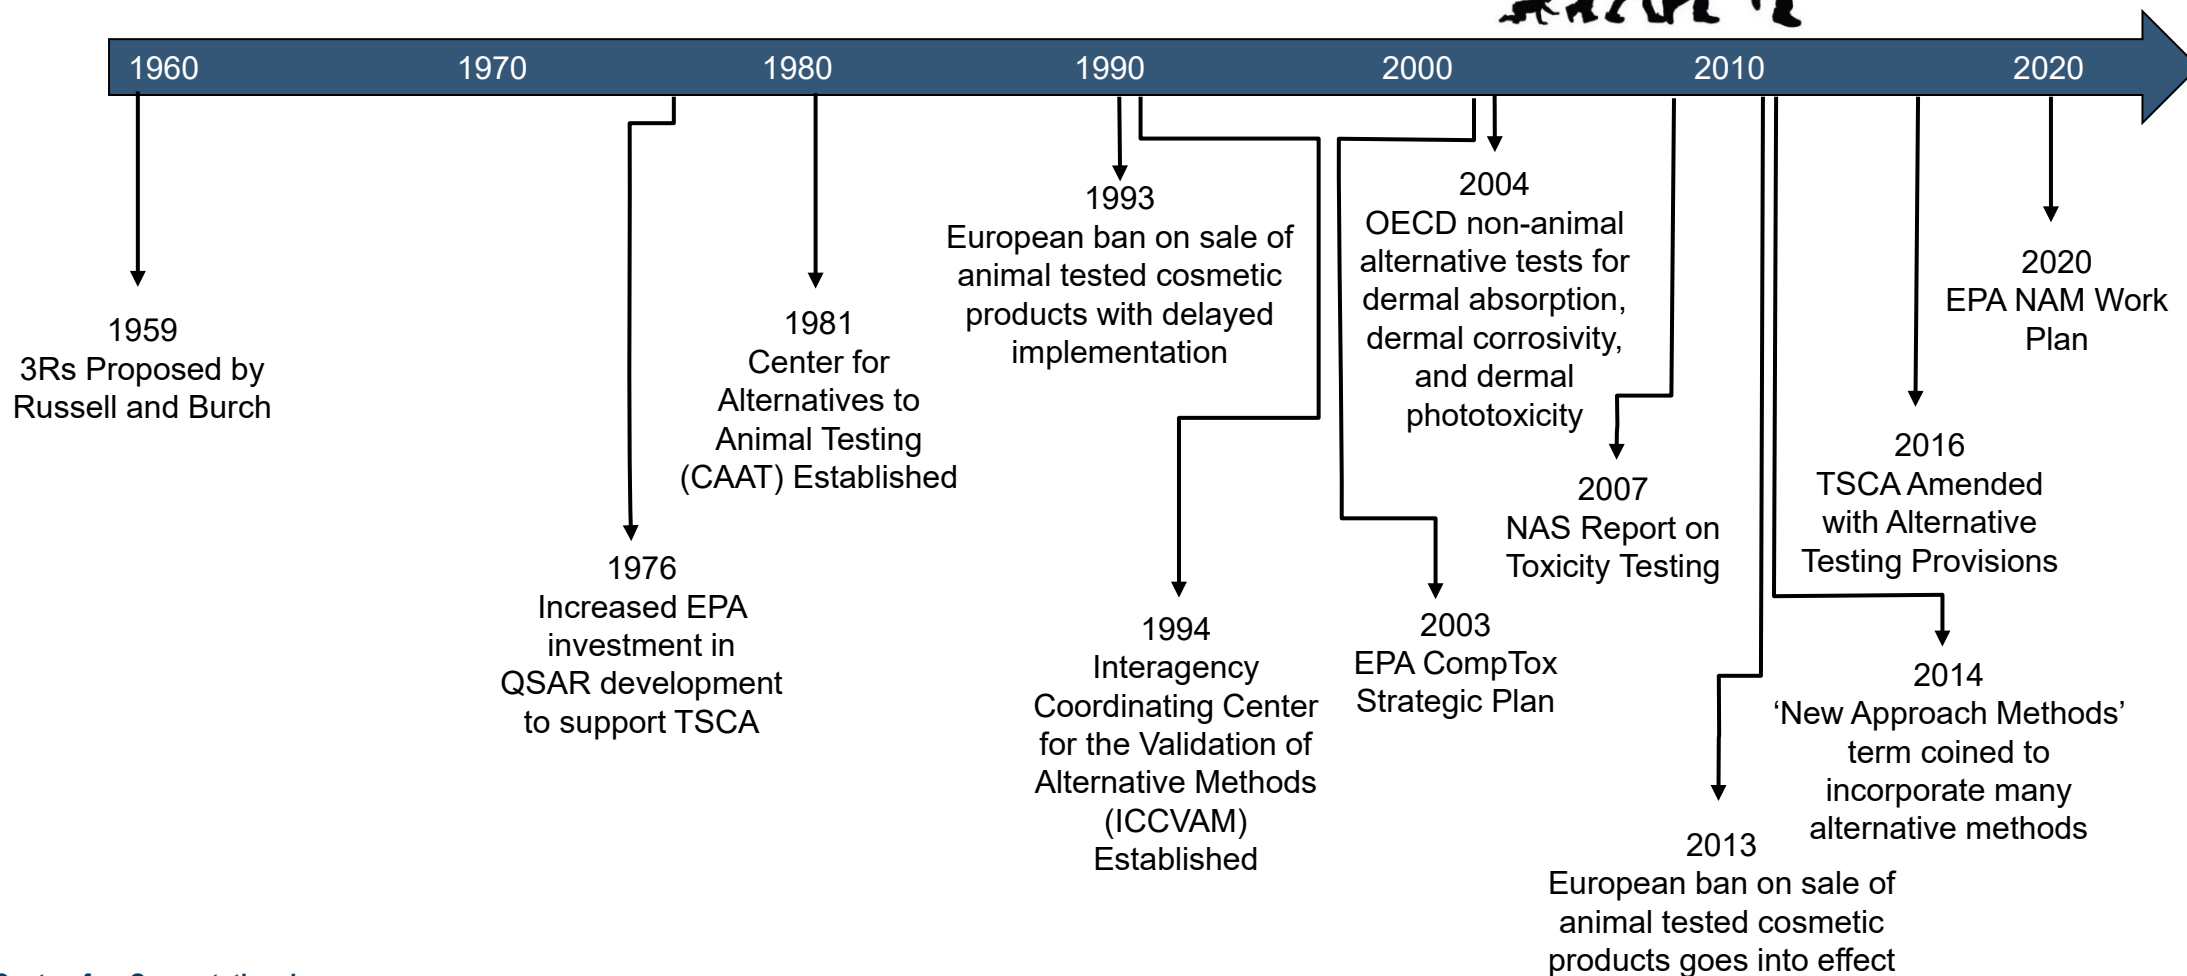 1960 1970 1980 1990 2000 2010 2020
1959
3Rs Proposed by
Russell and Burch
1976
Increased EPA
investment in
QSAR development
to support TSCA
1981
Center for
Alternatives to
Animal Testing
(CAAT) Established
1993
European ban on sale of
animal tested cosmetic
products with delayed
implementation
1994
Interagency
Coordinating Center
for the Validation of
Alternative Methods
(ICCVAM)
Established
2003
EPA CompTox
Strategic Plan
2004
OECD non-animal
alternative tests for
dermal absorption,
dermal corrosivity,
and dermal
phototoxicity
2007
NAS Report on
Toxicity Testing
2013
European ban on sale of
animal tested cosmetic
products goes into effect
2014
‘New Approach Methods’
term coined to
incorporate many
alternative methods
2016
TSCA Amended
with Alternative
Testing Provisions
2020
EPA NAM Work
Plan